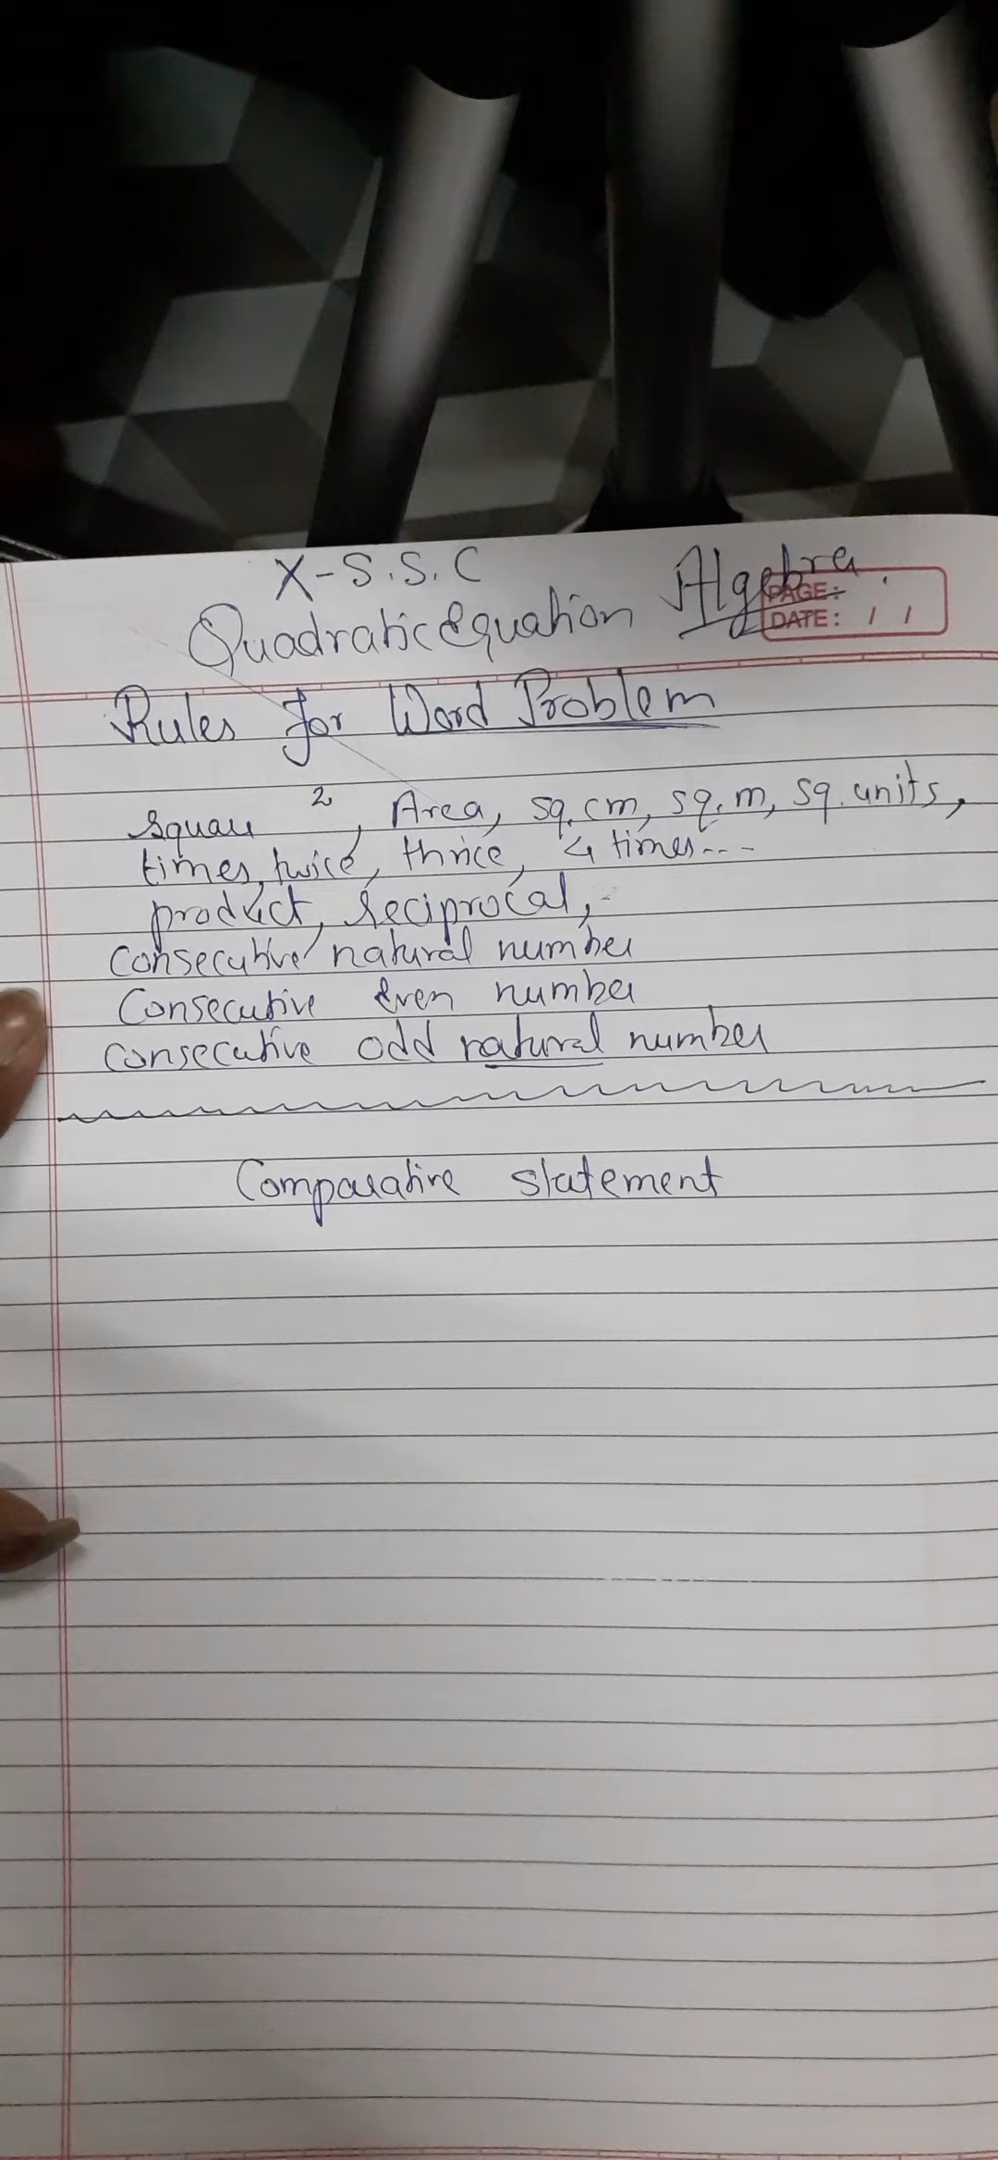 X-S.S.C
Quadratic Equation Algebra
PAGE:
DATE: / /
Rules for Word Problem
square ², Area, sq. cm, sq. m, sq. units,
times, twice, thrice, 4 times...
product, reciprocal,
consecutive natural number
Consecutive Even number
consecutive odd natural number
Comparative statement